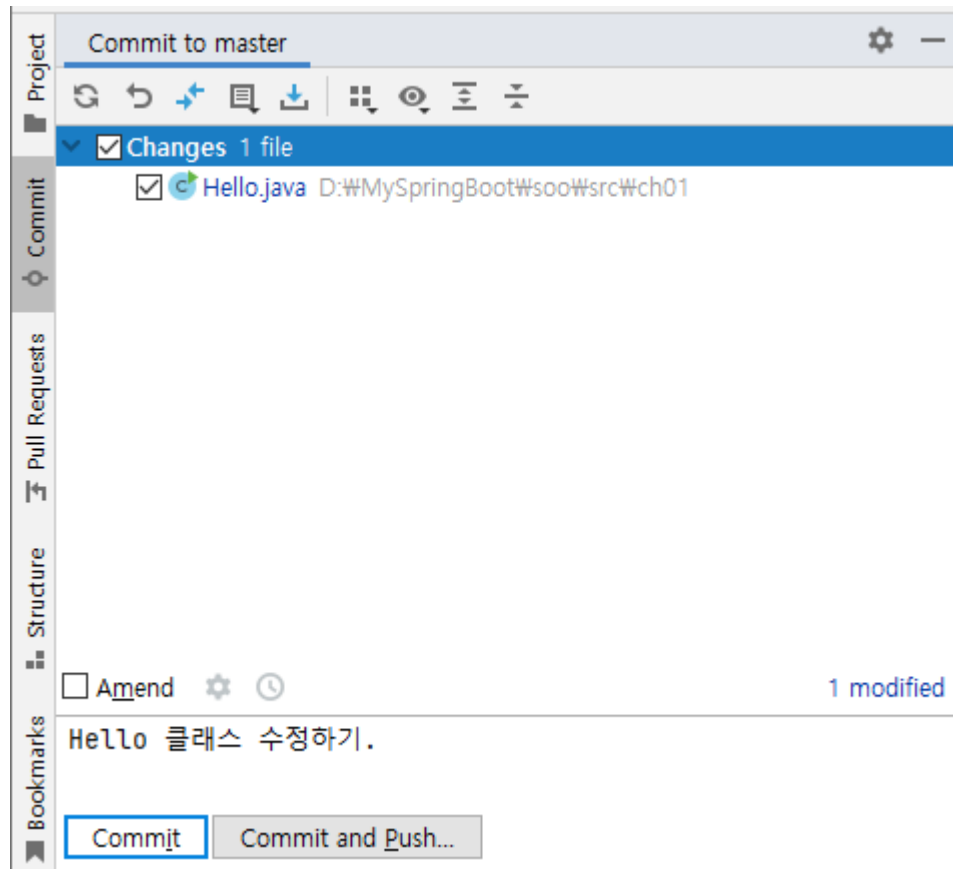 Project
Commit
Pull Requests
Structure
Bookmarks
Commit to master
Changes 1 file
Hello.java D:₩MySpringBoot₩soo₩src₩ch01
Amend
1 modified
Hello 클래스 수정하기.
Commit
Commit and Push...